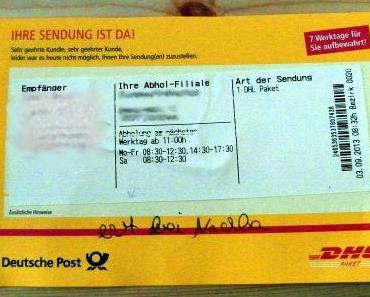 IHRE SENDUNG IST DA!
Sehr geehrte Kundin, sehr geehrter Kunde,
leider war es heute nicht möglich, Ihnen Ihre Sendung(en) zuzustellen.
7 Werktage für
Sie aufbewahrt!
Empfänger
Ihre Abhol-Filiale
Abholung am nächsten
Werktag ab 11:00h
Mo-Fr 08:30-12:30,14:30-17:30
Sa 08:30-12:30
Art der Sendung
1 DHL Paket
03.09.2013 08:32h Bezirk 0020
Zusätzliche Hinweise
Deutsche Post
DHL
PAKET